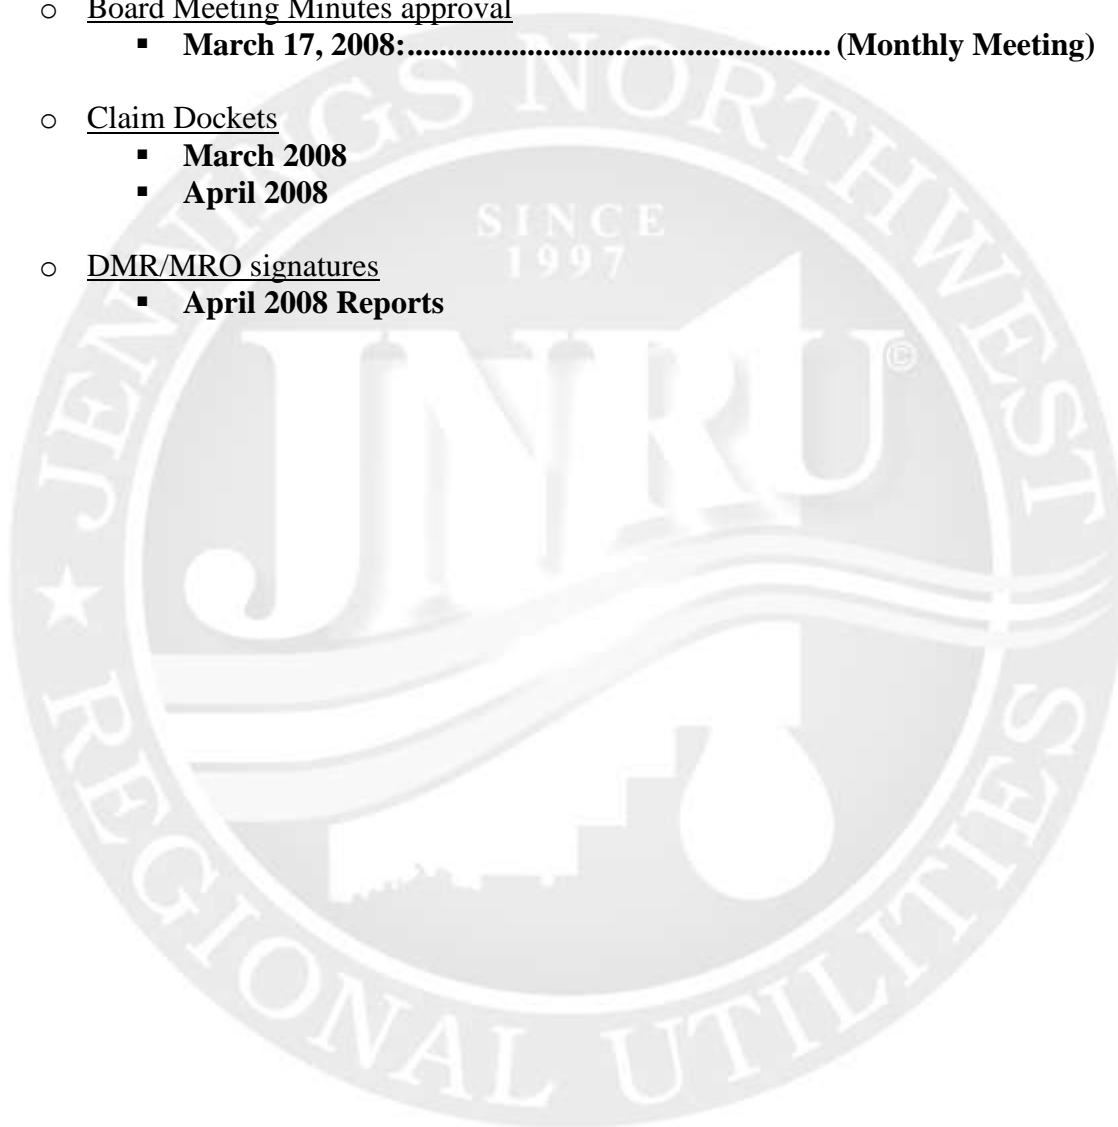 o Board Meeting Minutes approval
▪ March 17, 2008:..................................................... (Monthly Meeting)
o Claim Dockets
▪ March 2008
▪ April 2008
o DMR/MRO signatures
▪ April 2008 Reports
JENNINGS NORTHWEST
SINCE
1997
JNRU©
REGIONAL UTILITIES